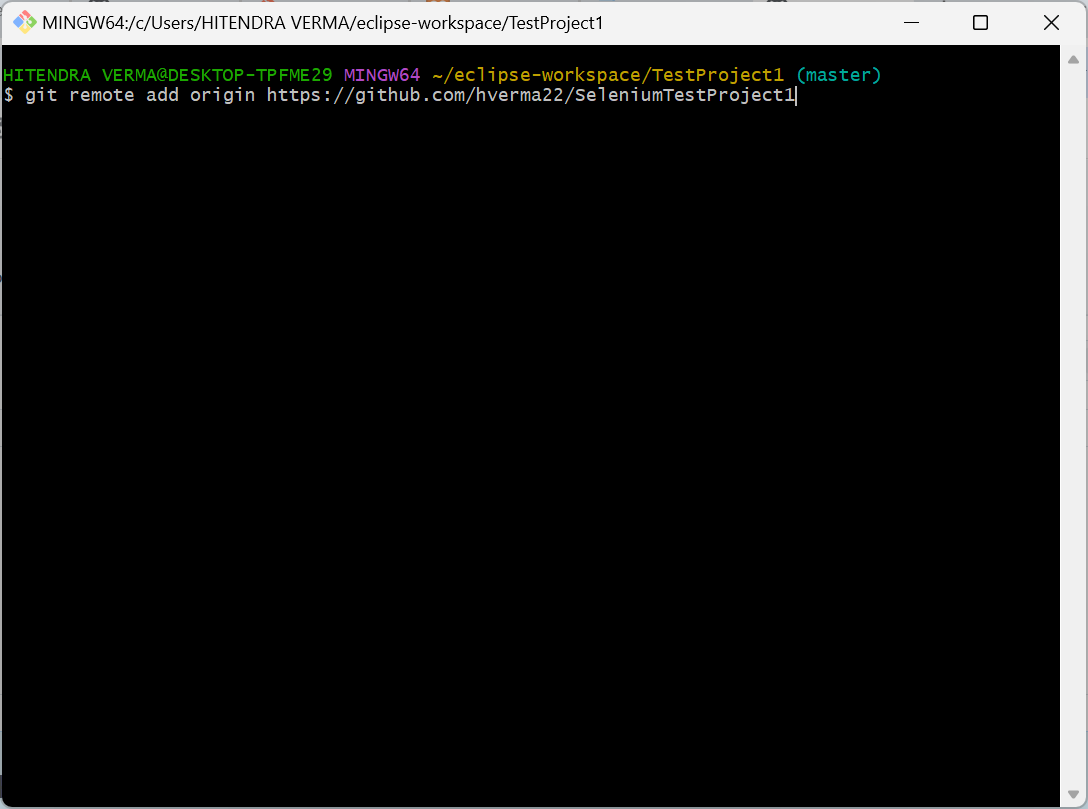 MINGW64:/c/Users/HITENDRA VERMA/eclipse-workspace/TestProject1
HITENDRA VERMA@DESKTOP-TPFME29 MINGW64 ~/eclipse-workspace/TestProject1 (master)
$ git remote add origin https://github.com/hverma22/SeleniumTestProject1